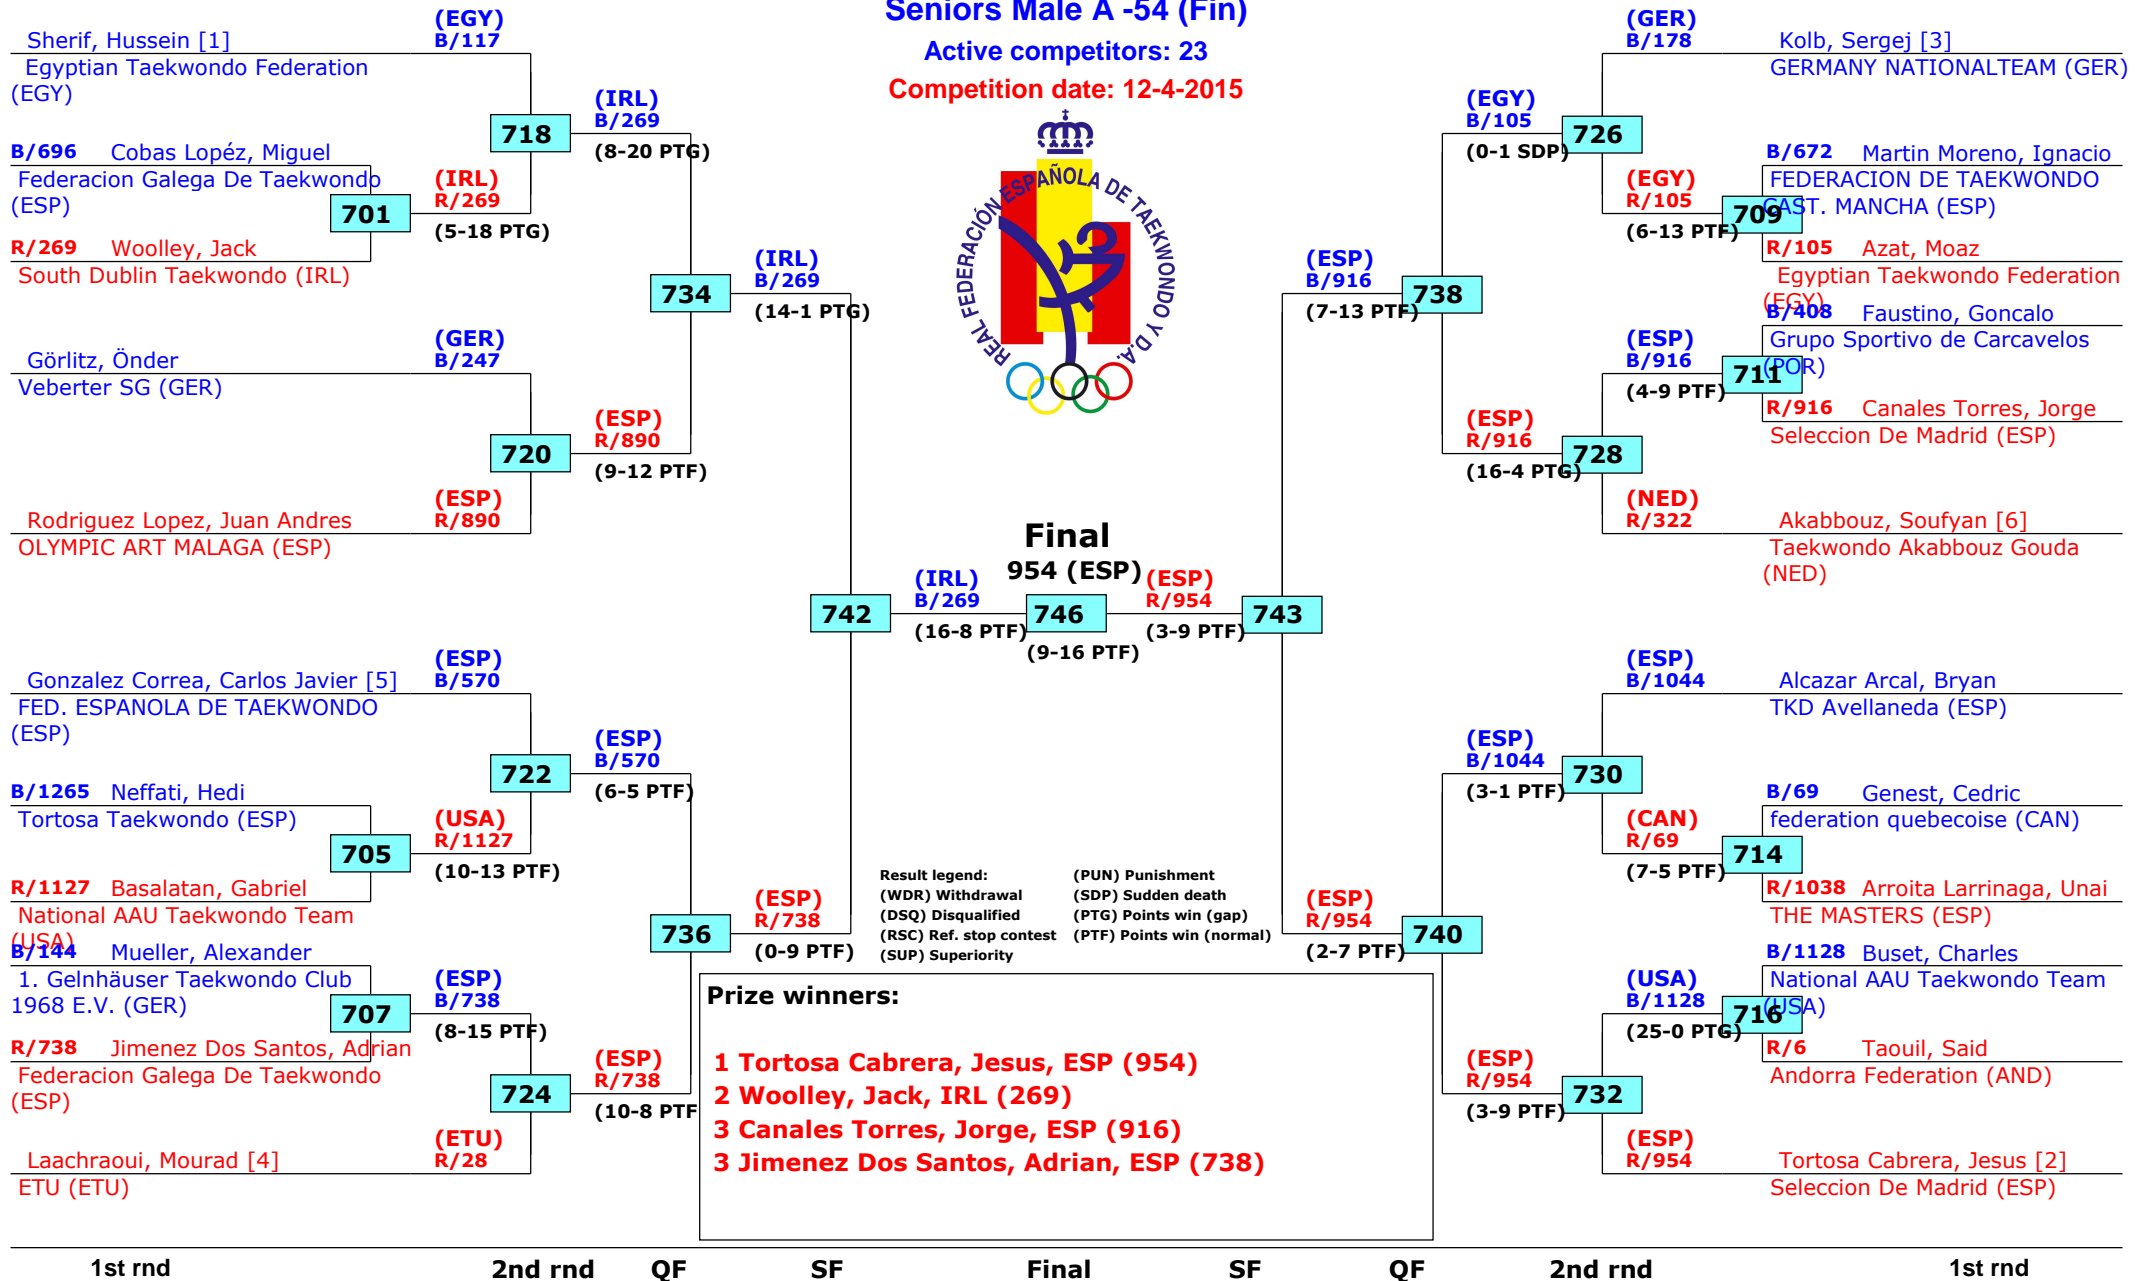 Seniors Male A -54 (Fin)
Active competitors: 23
Competition date: 12-4-2015
REAL FEDERACIÓN ESPAÑOLA DE TAEKWONDO Y D.A.
Sherif, Hussein [1]
Egyptian Taekwondo Federation
(EGY)
(EGY)
B/117
B/696 Cobas Lopéz, Miguel
Federacion Galega De Taekwondo
(ESP)
701
R/269 Woolley, Jack
South Dublin Taekwondo (IRL)
(IRL)
R/269
(5-18 PTG)
718
(IRL)
B/269
(8-20 PTG)
Görlitz, Önder
Veberter SG (GER)
(GER)
B/247
720
Rodriguez Lopez, Juan Andres
OLYMPIC ART MALAGA (ESP)
(ESP)
R/890
(ESP)
R/890
(9-12 PTF)
734
(IRL)
B/269
(14-1 PTG)
Gonzalez Correa, Carlos Javier [5]
FED. ESPANOLA DE TAEKWONDO
(ESP)
(ESP)
B/570
B/1265 Neffati, Hedi
Tortosa Taekwondo (ESP)
705
R/1127 Basalatan, Gabriel
National AAU Taekwondo Team
(USA)
(USA)
R/1127
(10-13 PTF)
722
(ESP)
B/570
(6-5 PTF)
B/144 Mueller, Alexander
1. Gelnhäuser Taekwondo Club
1968 E.V. (GER)
707
R/738 Jimenez Dos Santos, Adrian
Federacion Galega De Taekwondo
(ESP)
(ESP)
B/738
(8-15 PTF)
724
Laachraoui, Mourad [4]
ETU (ETU)
(ETU)
R/28
(ESP)
R/738
(10-8 PTF
736
(ESP)
R/738
(0-9 PTF)
742
(IRL)
B/269
(16-8 PTF)
Final
954 (ESP)
746
(9-16 PTF)
(ESP)
R/954
(3-9 PTF)
743
(ESP)
B/916
(7-13 PTF)
738
(EGY)
B/105
(0-1 SDP)
726
(GER)
B/178
Kolb, Sergej [3]
GERMANY NATIONALTEAM (GER)
(EGY)
R/105
(6-13 PTF)
709
B/672 Martin Moreno, Ignacio
FEDERACION DE TAEKWONDO
CAST. MANCHA (ESP)
R/105 Azat, Moaz
Egyptian Taekwondo Federation
(EGY)
(ESP)
R/916
(16-4 PTG)
728
(ESP)
B/916
(4-9 PTF)
711
B/408 Faustino, Goncalo
Grupo Sportivo de Carcavelos
(POR)
R/916 Canales Torres, Jorge
Seleccion De Madrid (ESP)
(NED)
R/322
Akabbouz, Soufyan [6]
Taekwondo Akabbouz Gouda
(NED)
(ESP)
R/954
(2-7 PTF)
740
(ESP)
B/1044
(3-1 PTF)
730
(ESP)
B/1044
Alcazar Arcal, Bryan
TKD Avellaneda (ESP)
(CAN)
R/69
(7-5 PTF)
714
B/69 Genest, Cedric
federation quebecoise (CAN)
R/1038 Arroita Larrinaga, Unai
THE MASTERS (ESP)
(ESP)
R/954
(3-9 PTF)
732
(USA)
B/1128
(25-0 PTG)
716
B/1128 Buset, Charles
National AAU Taekwondo Team
(USA)
R/6 Taouil, Said
Andorra Federation (AND)
(ESP)
R/954
Tortosa Cabrera, Jesus [2]
Seleccion De Madrid (ESP)
Result legend:
(WDR) Withdrawal
(DSQ) Disqualified
(RSC) Ref. stop contest
(SUP) Superiority
(PUN) Punishment
(SDP) Sudden death
(PTG) Points win (gap)
(PTF) Points win (normal)
Prize winners:
1 Tortosa Cabrera, Jesus, ESP (954)
2 Woolley, Jack, IRL (269)
3 Canales Torres, Jorge, ESP (916)
3 Jimenez Dos Santos, Adrian, ESP (738)
1st rnd 2nd rnd QF SF Final SF QF 2nd rnd 1st rnd